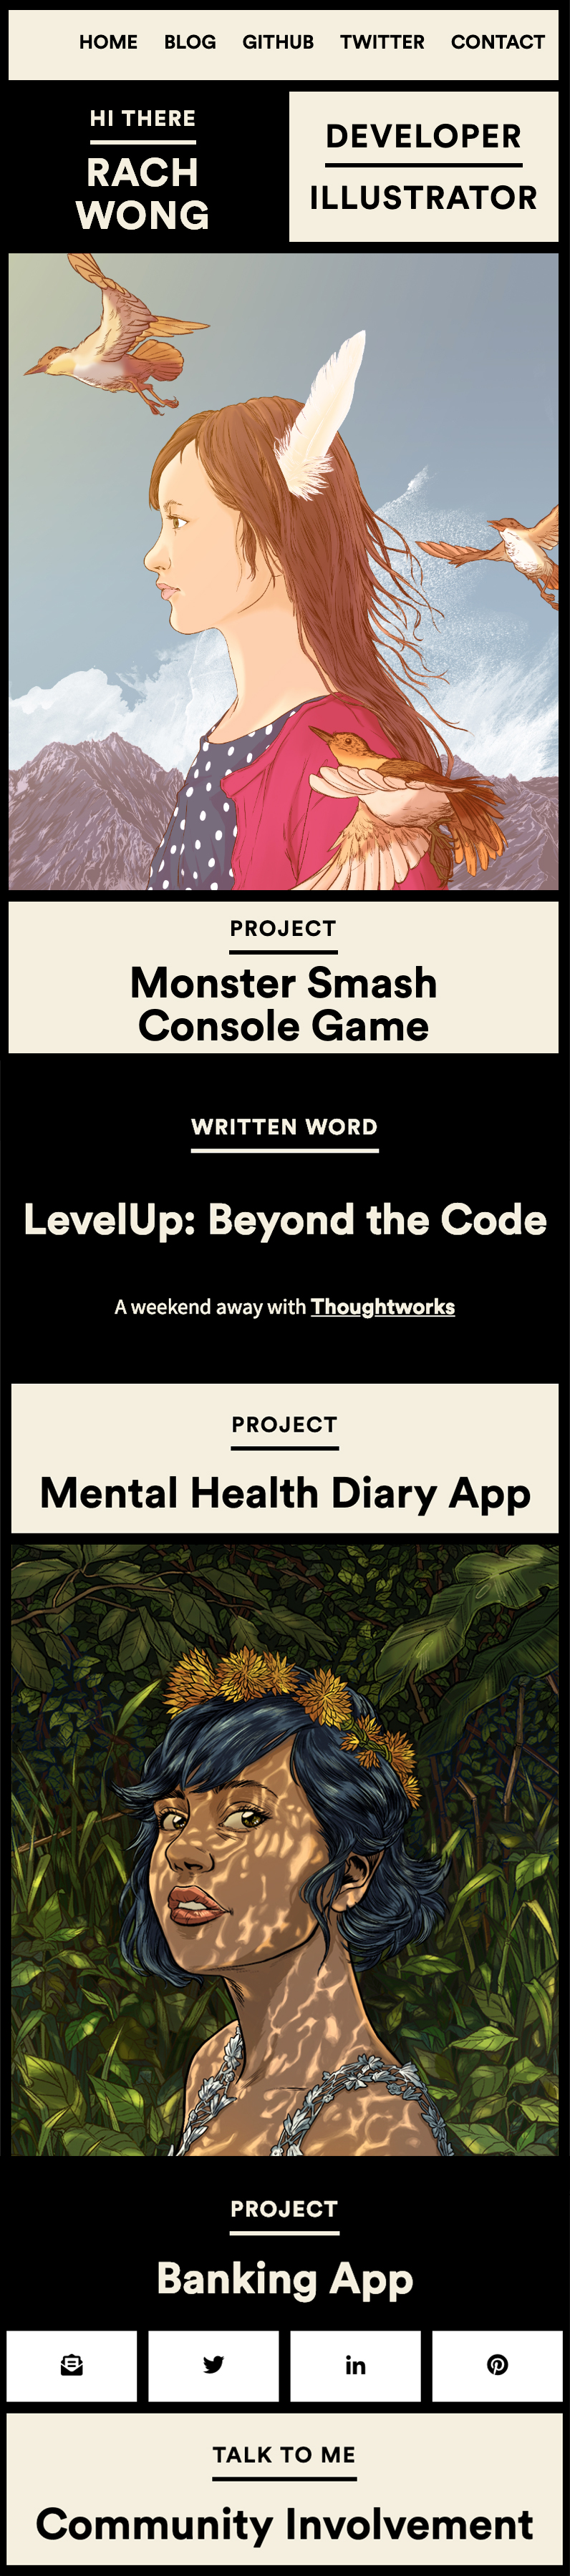 HOME BLOG GITHUB TWITTER CONTACT
HI THERE
RACH
WONG
DEVELOPER
ILLUSTRATOR
PROJECT
Monster Smash
Console Game
WRITTEN WORD
LevelUp: Beyond the Code
A weekend away with Thoughtworks
PROJECT
Mental Health Diary App
PROJECT
Banking App
in
TALK TO ME
Community Involvement